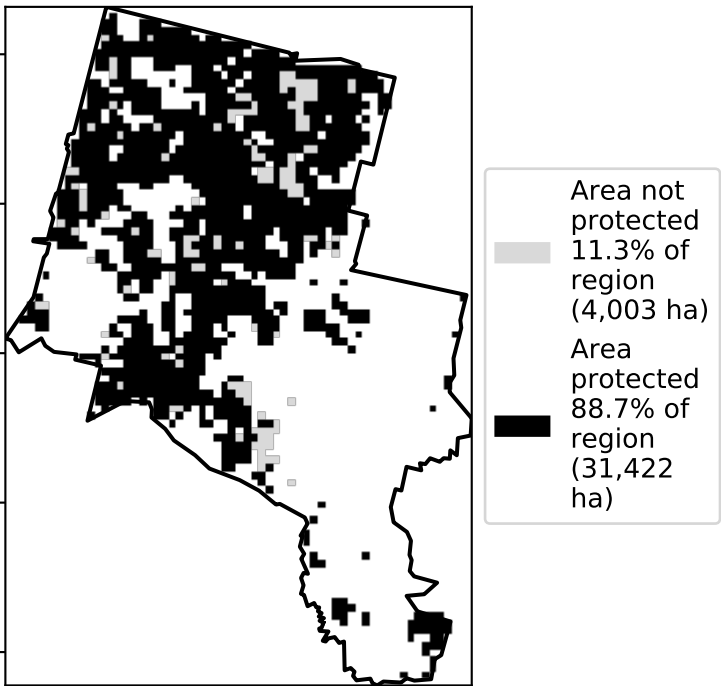 Area not
protected
11.3% of
region
(4,003 ha)
Area
protected
88.7% of
region
(31,422
ha)